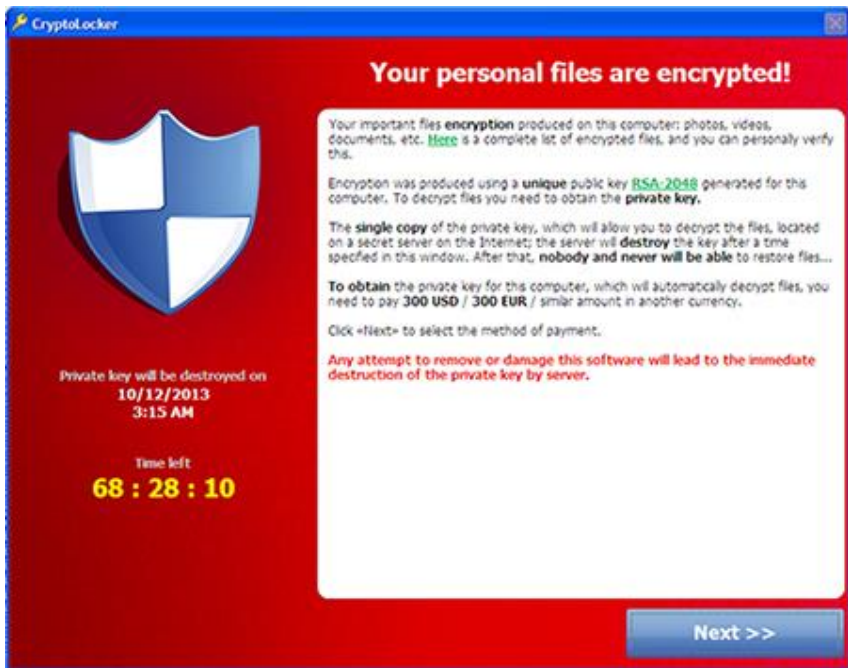 CryptoLocker
Your personal files are encrypted!
Your important files encryption produced on this computer: photos, videos,
documents, etc. Here is a complete list of encrypted files, and you can personally verify
this.
Encryption was produced using a unique public key RSA-2048 generated for this
computer. To decrypt files you need to obtain the private key.
The single copy of the private key, which will allow you to decrypt the files, located
on a secret server on the Internet; the server will destroy the key after a time
specified in this window. After that, nobody and never will be able to restore files...
To obtain the private key for this computer, which will automatically decrypt files, you
need to pay 300 USD / 300 EUR / similar amount in another currency.
Click «Next» to select the method of payment.
Any attempt to remove or damage this software will lead to the immediate
destruction of the private key by server.
Private key will be destroyed on
10/12/2013
3:15 AM
Time left
68 : 28 : 10
Next >>